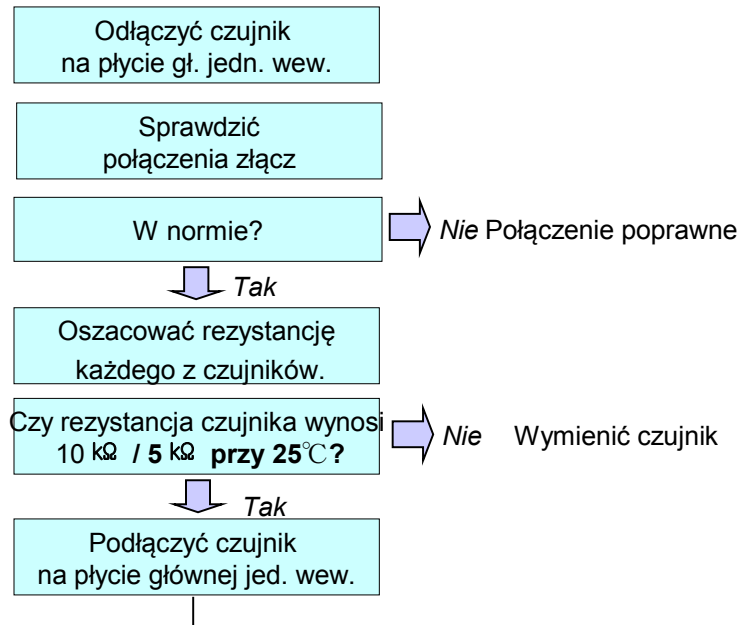 Odłączyć czujnik
na płycie gł. jedn. wew.
Sprawdzić
połączenia złącz
W normie?
Nie Połączenie poprawne
Tak
Oszacować rezystancję
każdego z czujników.
Czy rezystancja czujnika wynosi
10 kΩ / 5 kΩ przy 25℃?
Nie Wymienić czujnik
Tak
Podłączyć czujnik
na płycie głównej jed. wew.